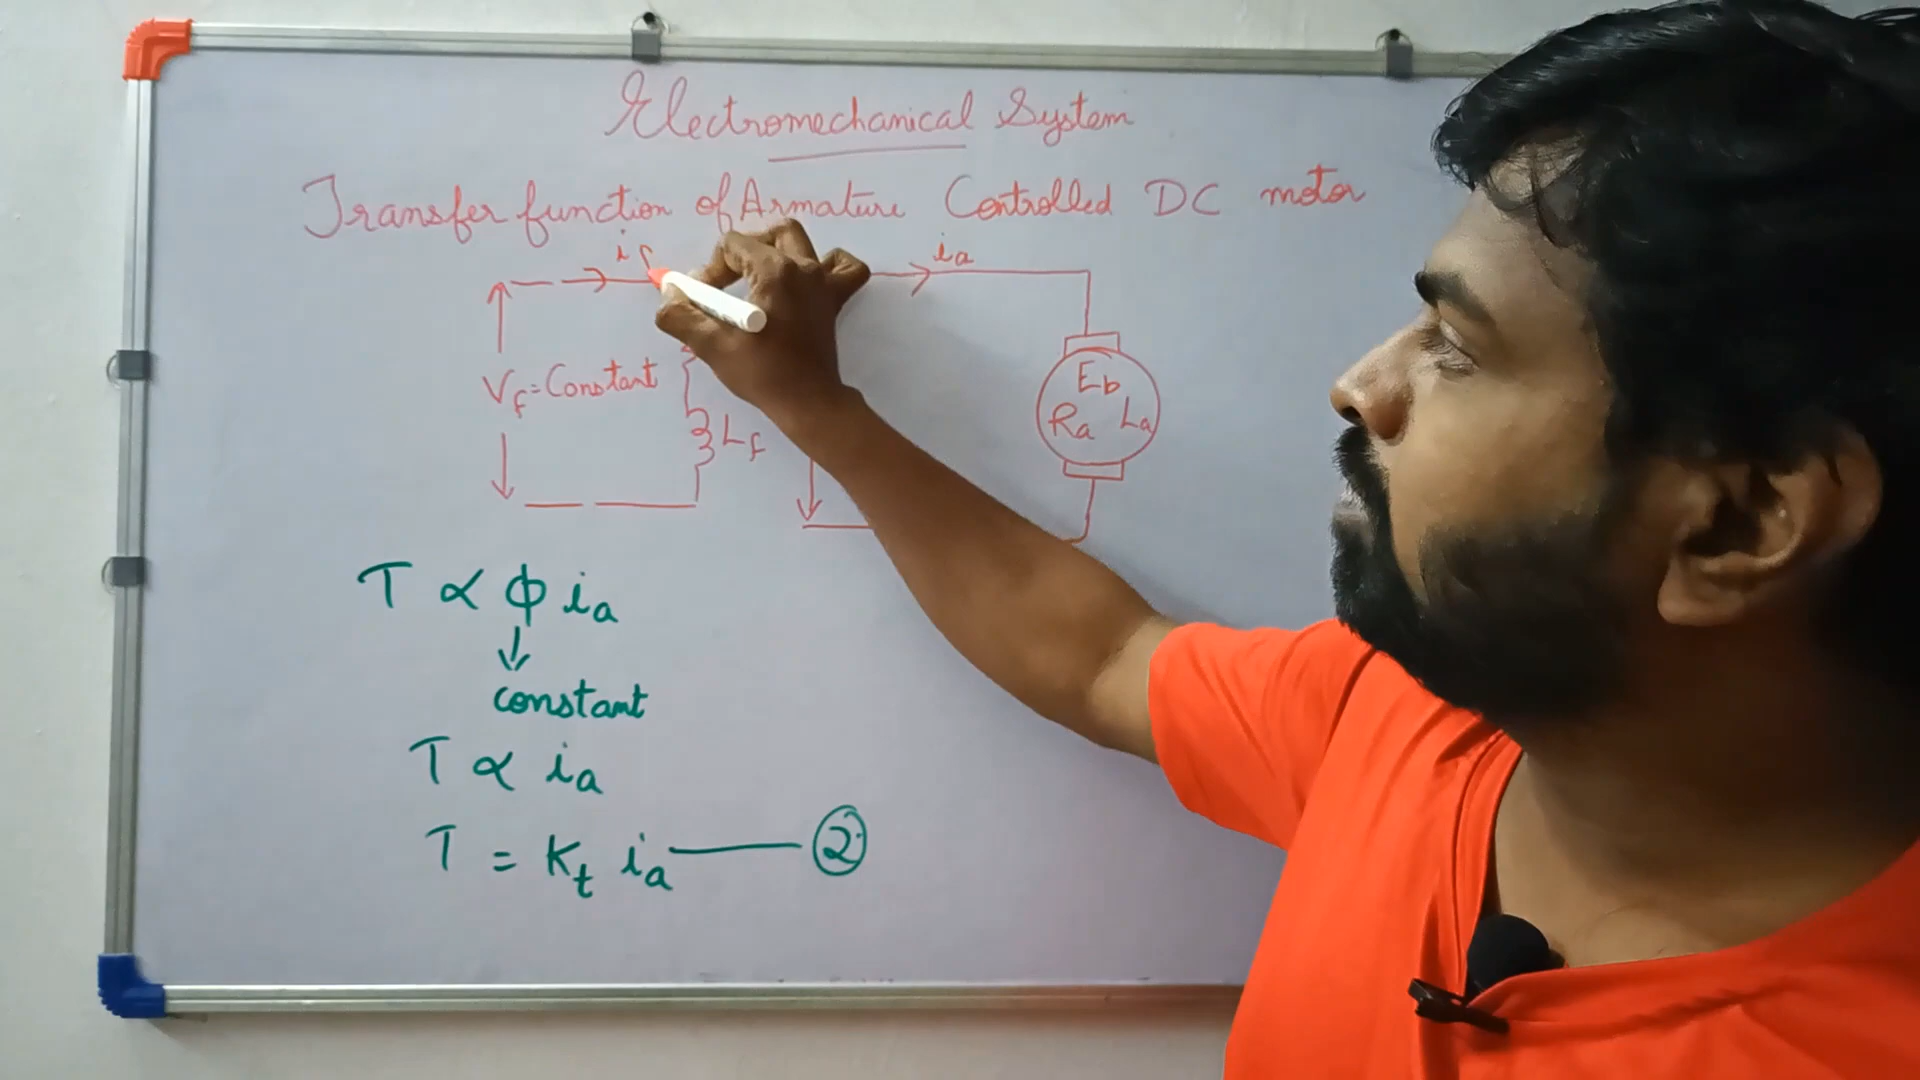 Electromechanical System
Transfer function of Armature Controlled DC motor
i f
ia
Vf = Constant
Lf
Eb
Ra La
T ∝ ϕ ia
↓
constant
T ∝ ia
T = Kt ia —— ②